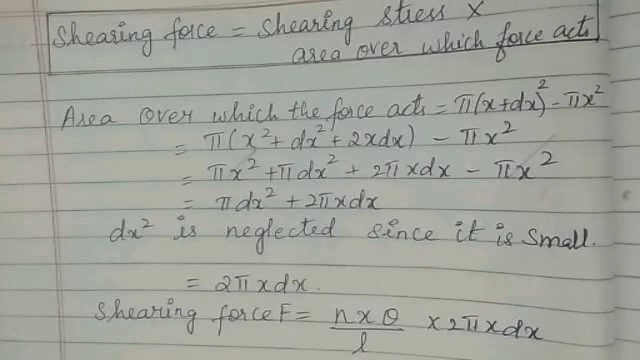 Shearing force = Shearing stress ×
area over which force acts
Area over which the force acts = π(x+dx)² - πx²
= π(x² + dx² + 2xdx) - πx²
= πx² + πdx² + 2πxdx - πx²
= πdx² + 2πxdx
dx² is neglected since it is small.
= 2πxdx.
Shearing force F = nxθ/l × 2πxdx